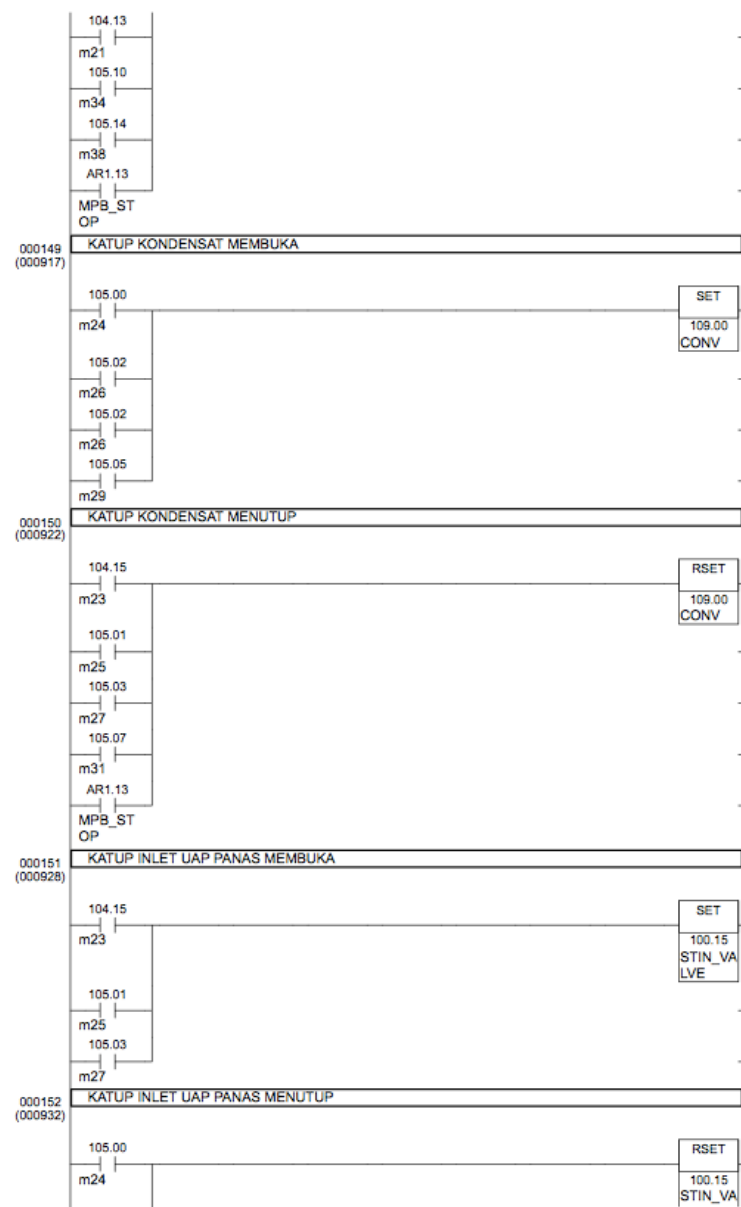 104.13
m21
105.10
m34
105.14
m38
AR1.13
MPB_ST
OP
000149
(000917)
KATUP KONDENSAT MEMBUKA
105.00
m24
SET
109.00
CONV
105.02
m26
105.02
m26
105.05
m29
000150
(000922)
KATUP KONDENSAT MENUTUP
104.15
m23
RSET
109.00
CONV
105.01
m25
105.03
m27
105.07
m31
AR1.13
MPB_ST
OP
000151
(000928)
KATUP INLET UAP PANAS MEMBUKA
104.15
m23
SET
100.15
STIN_VA
LVE
105.01
m25
105.03
m27
000152
(000932)
KATUP INLET UAP PANAS MENUTUP
105.00
m24
RSET
100.15
STIN_VA